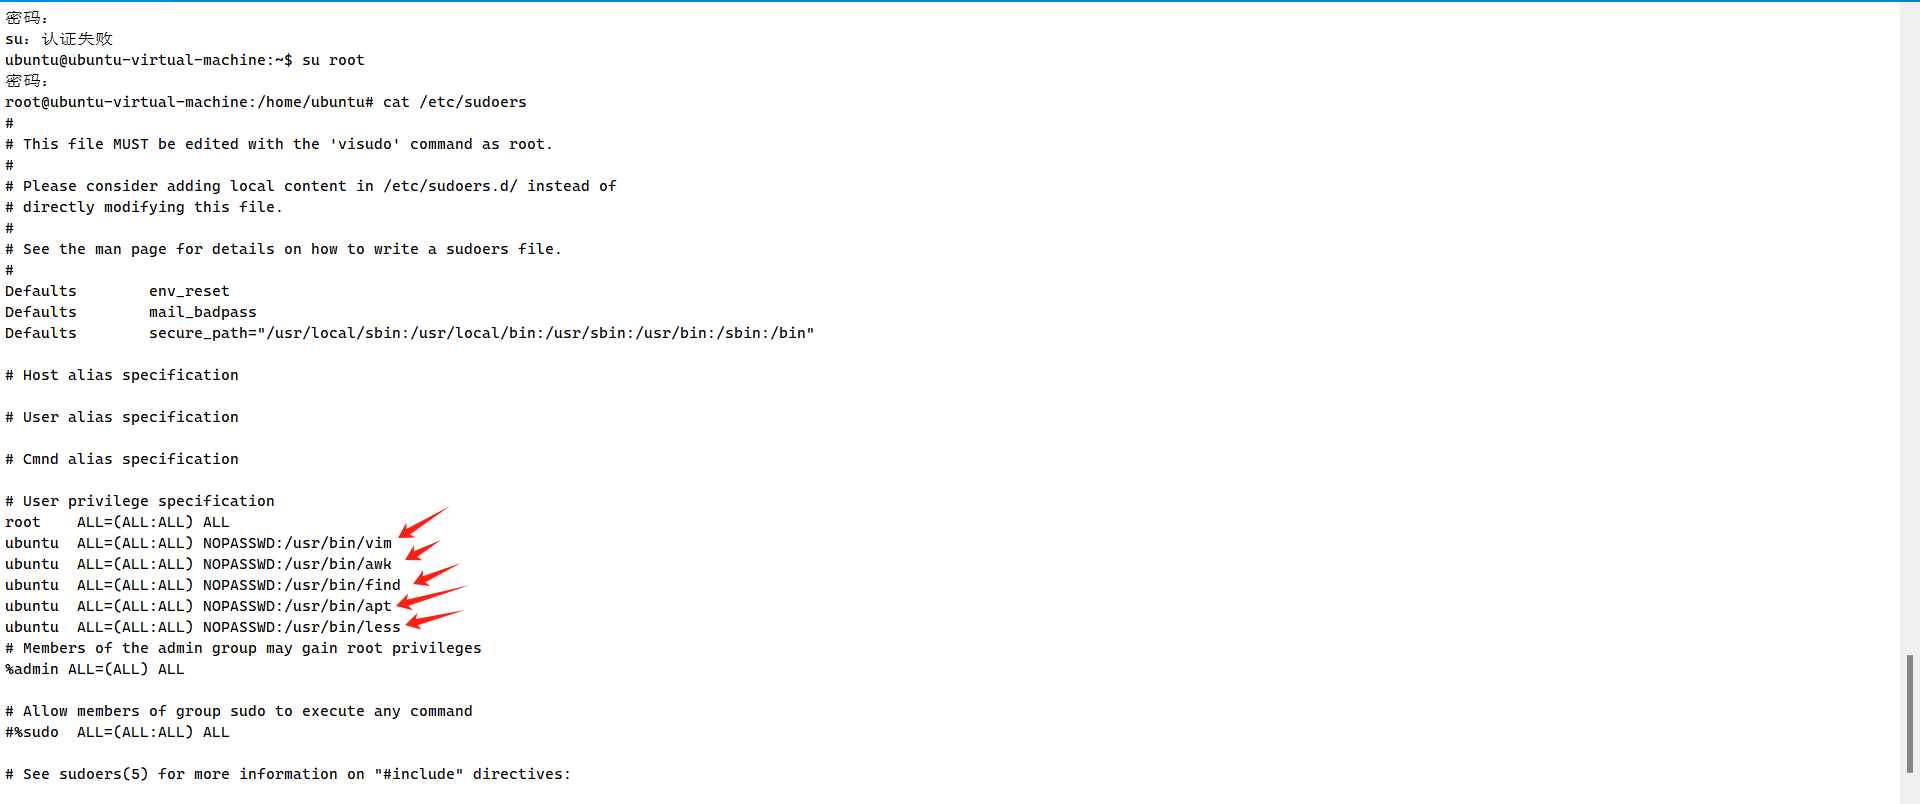 密码：
su：认证失败
ubuntu@ubuntu-virtual-machine:~$ su root
密码：
root@ubuntu-virtual-machine:/home/ubuntu# cat /etc/sudoers
#
# This file MUST be edited with the 'visudo' command as root.
#
# Please consider adding local content in /etc/sudoers.d/ instead of
# directly modifying this file.
#
# See the man page for details on how to write a sudoers file.
#
Defaults        env_reset
Defaults        mail_badpass
Defaults        secure_path="/usr/local/sbin:/usr/local/bin:/usr/sbin:/usr/bin:/sbin:/bin"
# Host alias specification
# User alias specification
# Cmnd alias specification
# User privilege specification
root    ALL=(ALL:ALL) ALL
ubuntu  ALL=(ALL:ALL) NOPASSWD:/usr/bin/vim
ubuntu  ALL=(ALL:ALL) NOPASSWD:/usr/bin/awk
ubuntu  ALL=(ALL:ALL) NOPASSWD:/usr/bin/find
ubuntu  ALL=(ALL:ALL) NOPASSWD:/usr/bin/apt
ubuntu  ALL=(ALL:ALL) NOPASSWD:/usr/bin/less
# Members of the admin group may gain root privileges
%admin ALL=(ALL) ALL
# Allow members of group sudo to execute any command
#%sudo  ALL=(ALL:ALL) ALL
# See sudoers(5) for more information on "#include" directives: